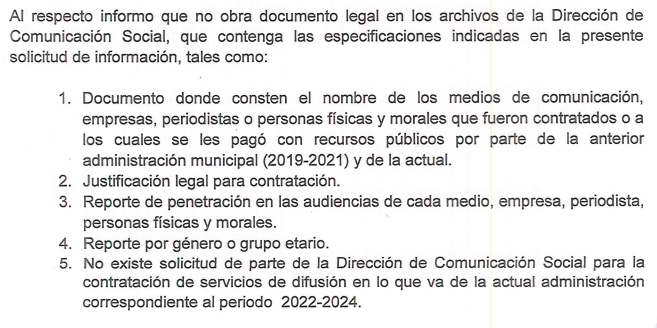 Al respecto informo que no obra documento legal en los archivos de la Dirección de
Comunicación Social, que contenga las especificaciones indicadas en la presente
solicitud de información, tales como:
1. Documento donde consten el nombre de los medios de comunicación,
empresas, periodistas o personas físicas y morales que fueron contratados o a
los cuales se les pagó con recursos públicos por parte de la anterior
administración municipal (2019-2021) y de la actual.
2. Justificación legal para contratación.
3. Reporte de penetración en las audiencias de cada medio, empresa, periodista,
personas físicas y morales.
4. Reporte por género o grupo etario.
5. No existe solicitud de parte de la Dirección de Comunicación Social para la
contratación de servicios de difusión en lo que va de la actual administración
correspondiente al periodo 2022-2024.